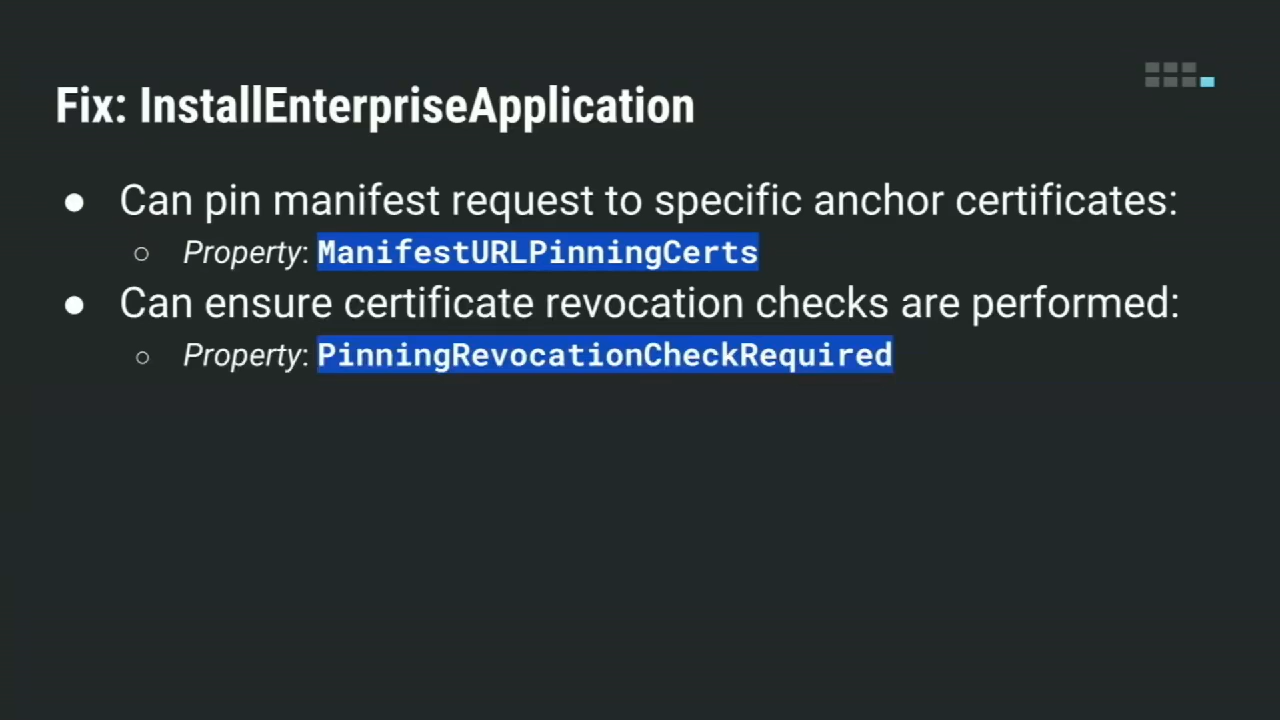 Fix: InstallEnterpriseApplication
● Can pin manifest request to specific anchor certificates:
○ Property: ManifestURLPinningCerts
● Can ensure certificate revocation checks are performed:
○ Property: PinningRevocationCheckRequired